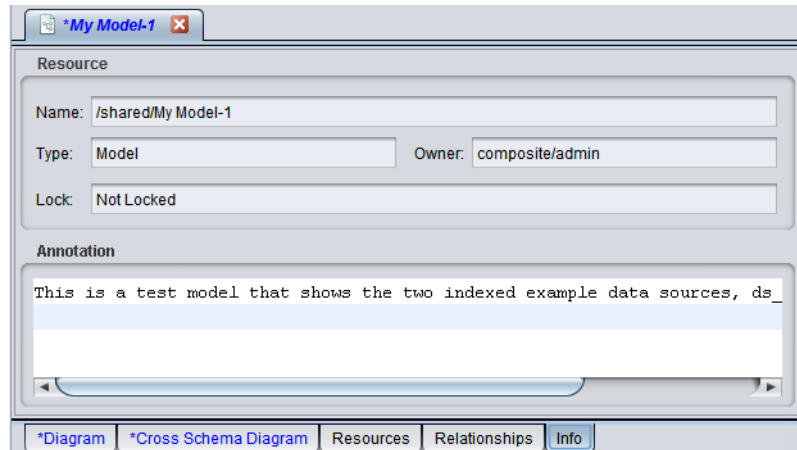 *My Model-1
Resource
Name: /shared/My Model-1
Type: Model Owner: composite/admin
Lock: Not Locked
Annotation
This is a test model that shows the two indexed example data sources, ds_
*Diagram *Cross Schema Diagram Resources Relationships Info